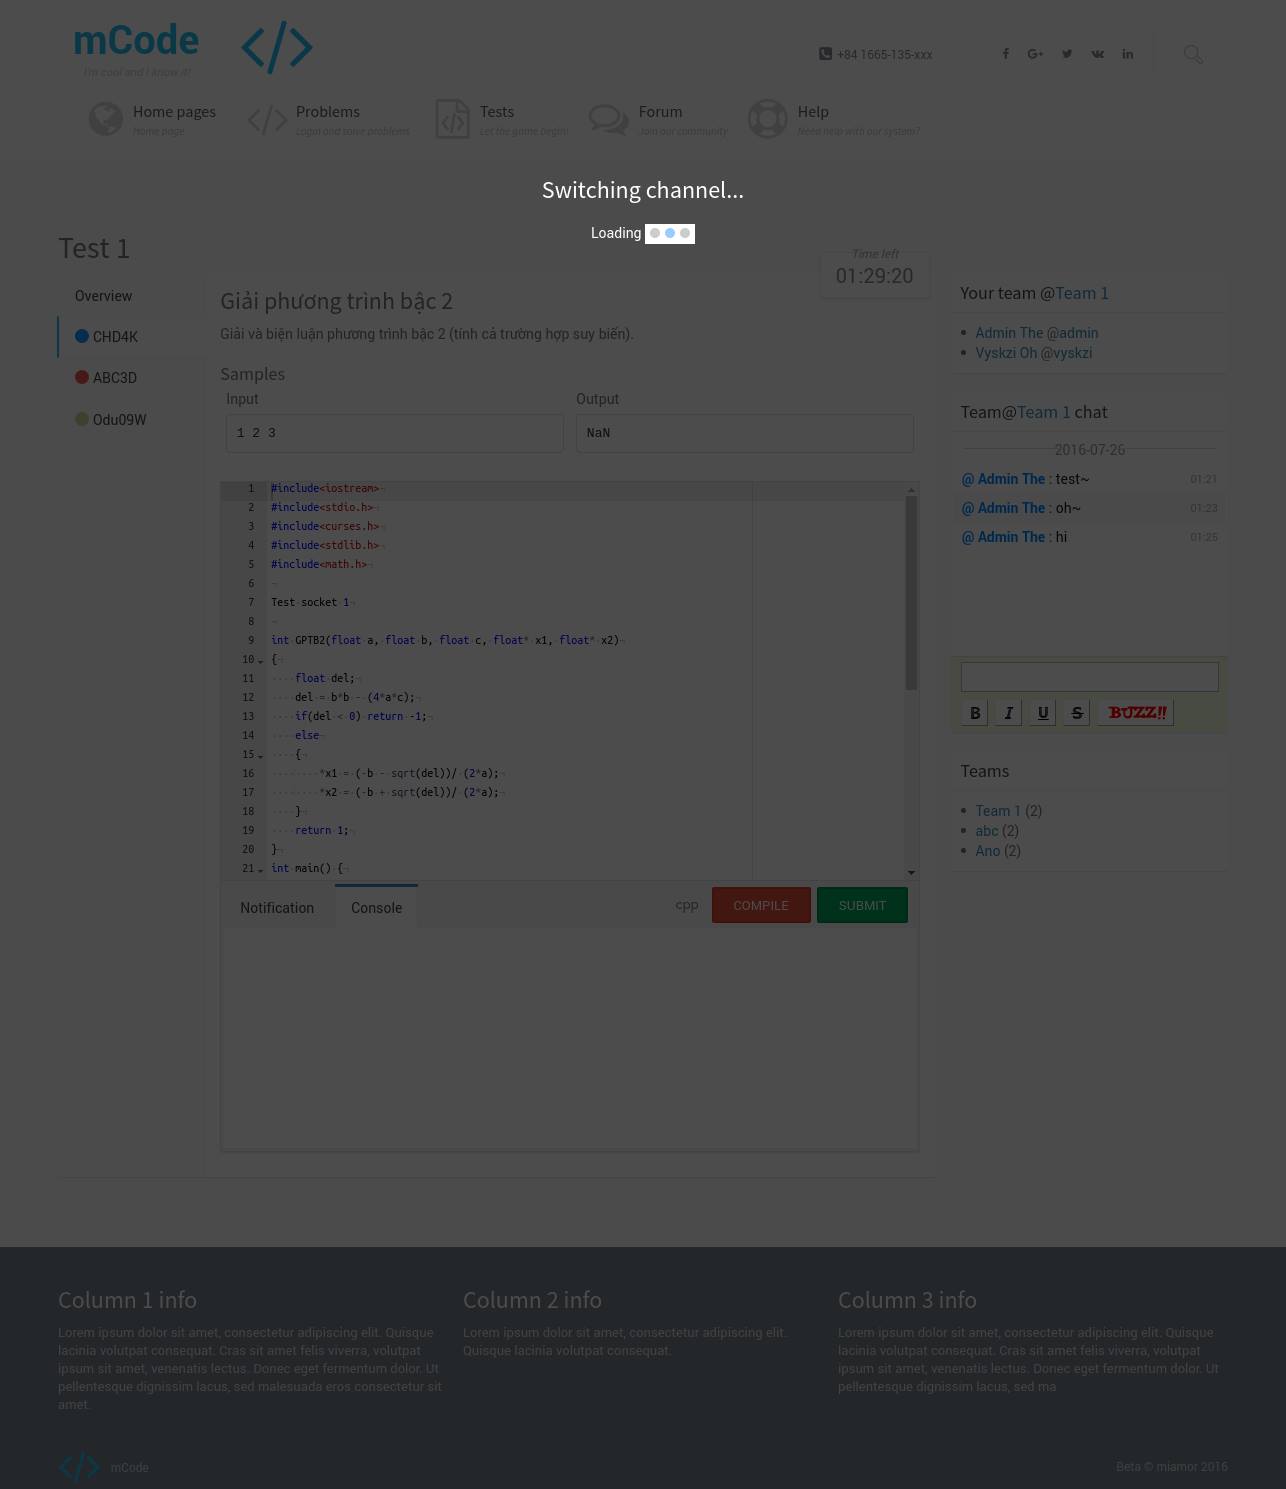 mCode
I'm cool and I know it!
+84 1665-135-xxx
Home pages
Home page
Problems
Login and solve problems
Tests
Let the game begin!
Forum
Join our community
Help
Need help with our system?
Switching channel...
Loading
Test 1
Time left
01:29:20
Overview
CHD4K
ABC3D
Odu09W
Giải phương trình bậc 2
Giải và biện luận phương trình bậc 2 (tính cả trường hợp suy biến).
Samples
Input
Output
1 2 3
NaN
1 #include<iostream>
2 #include<stdio.h>
3 #include<curses.h>
4 #include<stdlib.h>
5 #include<math.h>
6
7 Test socket 1
8
9 int GPTB2(float a, float b, float c, float* x1, float* x2)
10 {
11 float del;
12 del = b*b - (4*a*c);
13 if(del < 0) return -1;
14 else
15 {
16 *x1 = (-b - sqrt(del))/ (2*a);
17 *x2 = (-b + sqrt(del))/ (2*a);
18 }
19 return 1;
20 }
21 int main() {
Notification
Console
cpp
COMPILE
SUBMIT
Your team @Team 1
Admin The @admin
Vyskzi Oh @vyskzi
Team@Team 1 chat
2016-07-26
@ Admin The : test~ 01:21
@ Admin The : oh~ 01:23
@ Admin The : hi 01:25
B I U S BUZZ!!
Teams
Team 1 (2)
abc (2)
Ano (2)
Column 1 info
Lorem ipsum dolor sit amet, consectetur adipiscing elit. Quisque
lacinia volutpat consequat. Cras sit amet felis viverra, volutpat
ipsum sit amet, venenatis lectus. Donec eget fermentum dolor. Ut
pellentesque dignissim lacus, sed malesuada eros consectetur sit
amet.
Column 2 info
Lorem ipsum dolor sit amet, consectetur adipiscing elit.
Quisque lacinia volutpat consequat.
Column 3 info
Lorem ipsum dolor sit amet, consectetur adipiscing elit. Quisque
lacinia volutpat consequat. Cras sit amet felis viverra, volutpat
ipsum sit amet, venenatis lectus. Donec eget fermentum dolor. Ut
pellentesque dignissim lacus, sed ma
mCode
Beta © miamor 2016